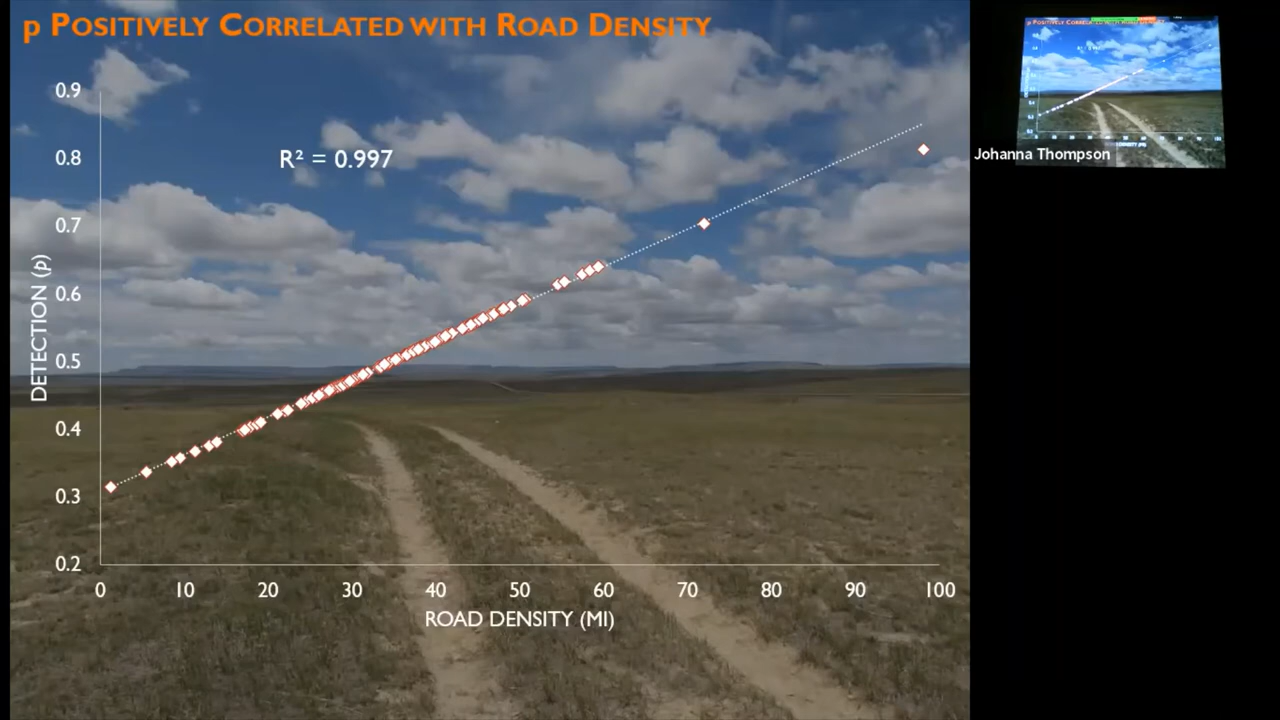 p Positively Correlated with Road Density
0.9
0.8
0.7
0.6
0.5
0.4
0.3
0.2
R² = 0.997
DETECTION (p)
0 10 20 30 40 50 60 70 80 90 100
ROAD DENSITY (MI)
Johanna Thompson